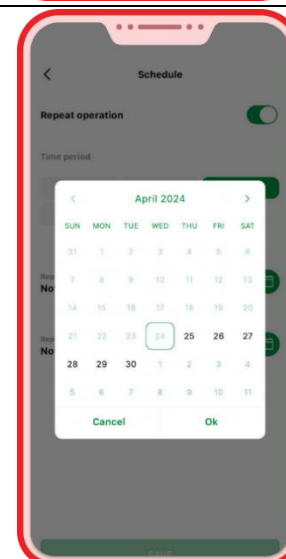 Schedule
Repeat operation
Time period
April 2024
SUN MON TUE WED THU FRI SAT
31 1 2 3 4 5 6
7 8 9 10 11 12 13
14 15 16 17 18 19 20
21 22 23 24 25 26 27
28 29 30 1 2 3 4
5 6 7 8 9 10 11
Cancel Ok
SAVE